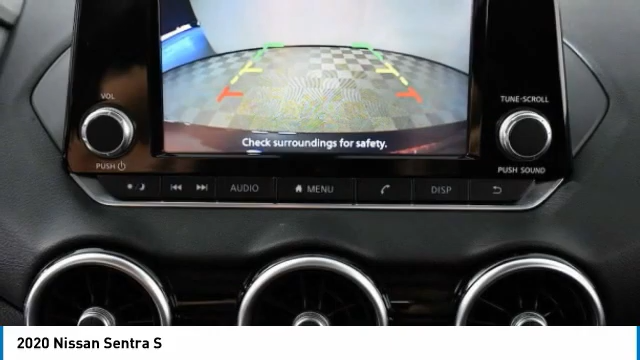 VOL
TUNE-SCROLL
Check surroundings for safety.
PUSH
PUSH SOUND
AUDIO
MENU
DISP
2020 Nissan Sentra S